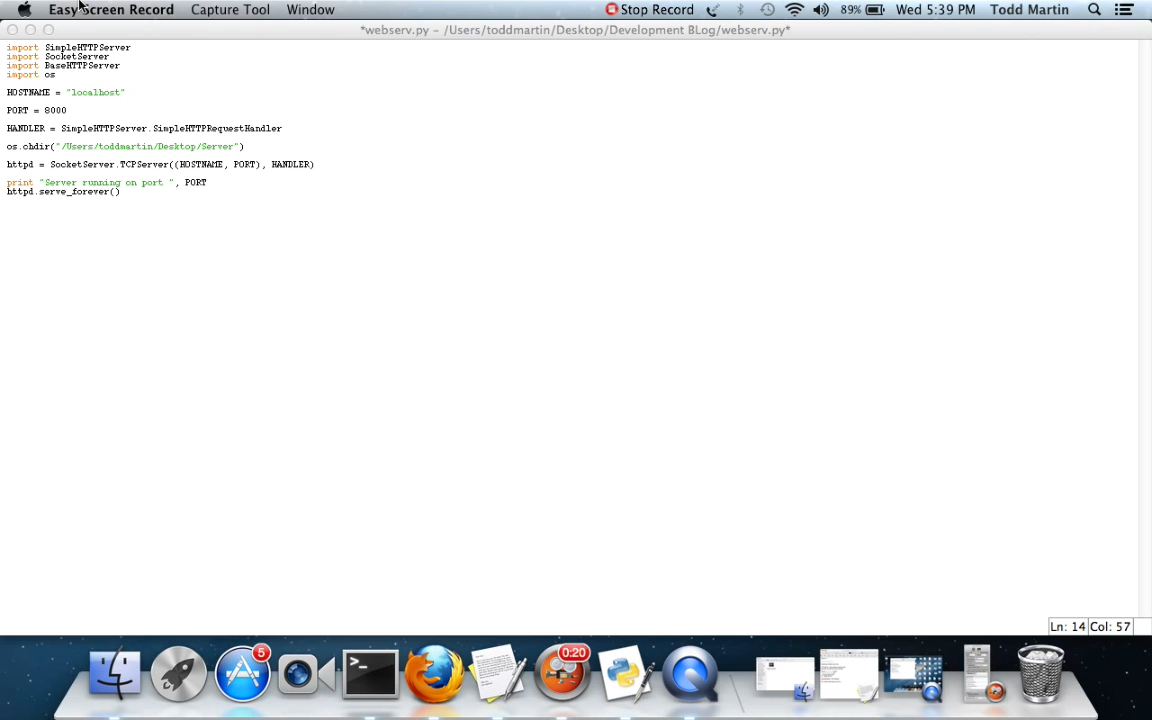 Easy Screen Record Capture Tool Window Stop Record 89% Wed 5:39 PM Todd Martin
*webserv.py - /Users/toddmartin/Desktop/Development BLog/webserv.py*
import SimpleHTTPServer
import SocketServer
import BaseHTTPServer
import os
HOSTNAME = "localhost"
PORT = 8000
HANDLER = SimpleHTTPServer.SimpleHTTPRequestHandler
os.chdir("/Users/toddmartin/Desktop/Server")
httpd = SocketServer.TCPServer((HOSTNAME, PORT), HANDLER)
print "Server running on port ", PORT
httpd.serve_forever()
Ln: 14 Col: 57
5
0:20
>_